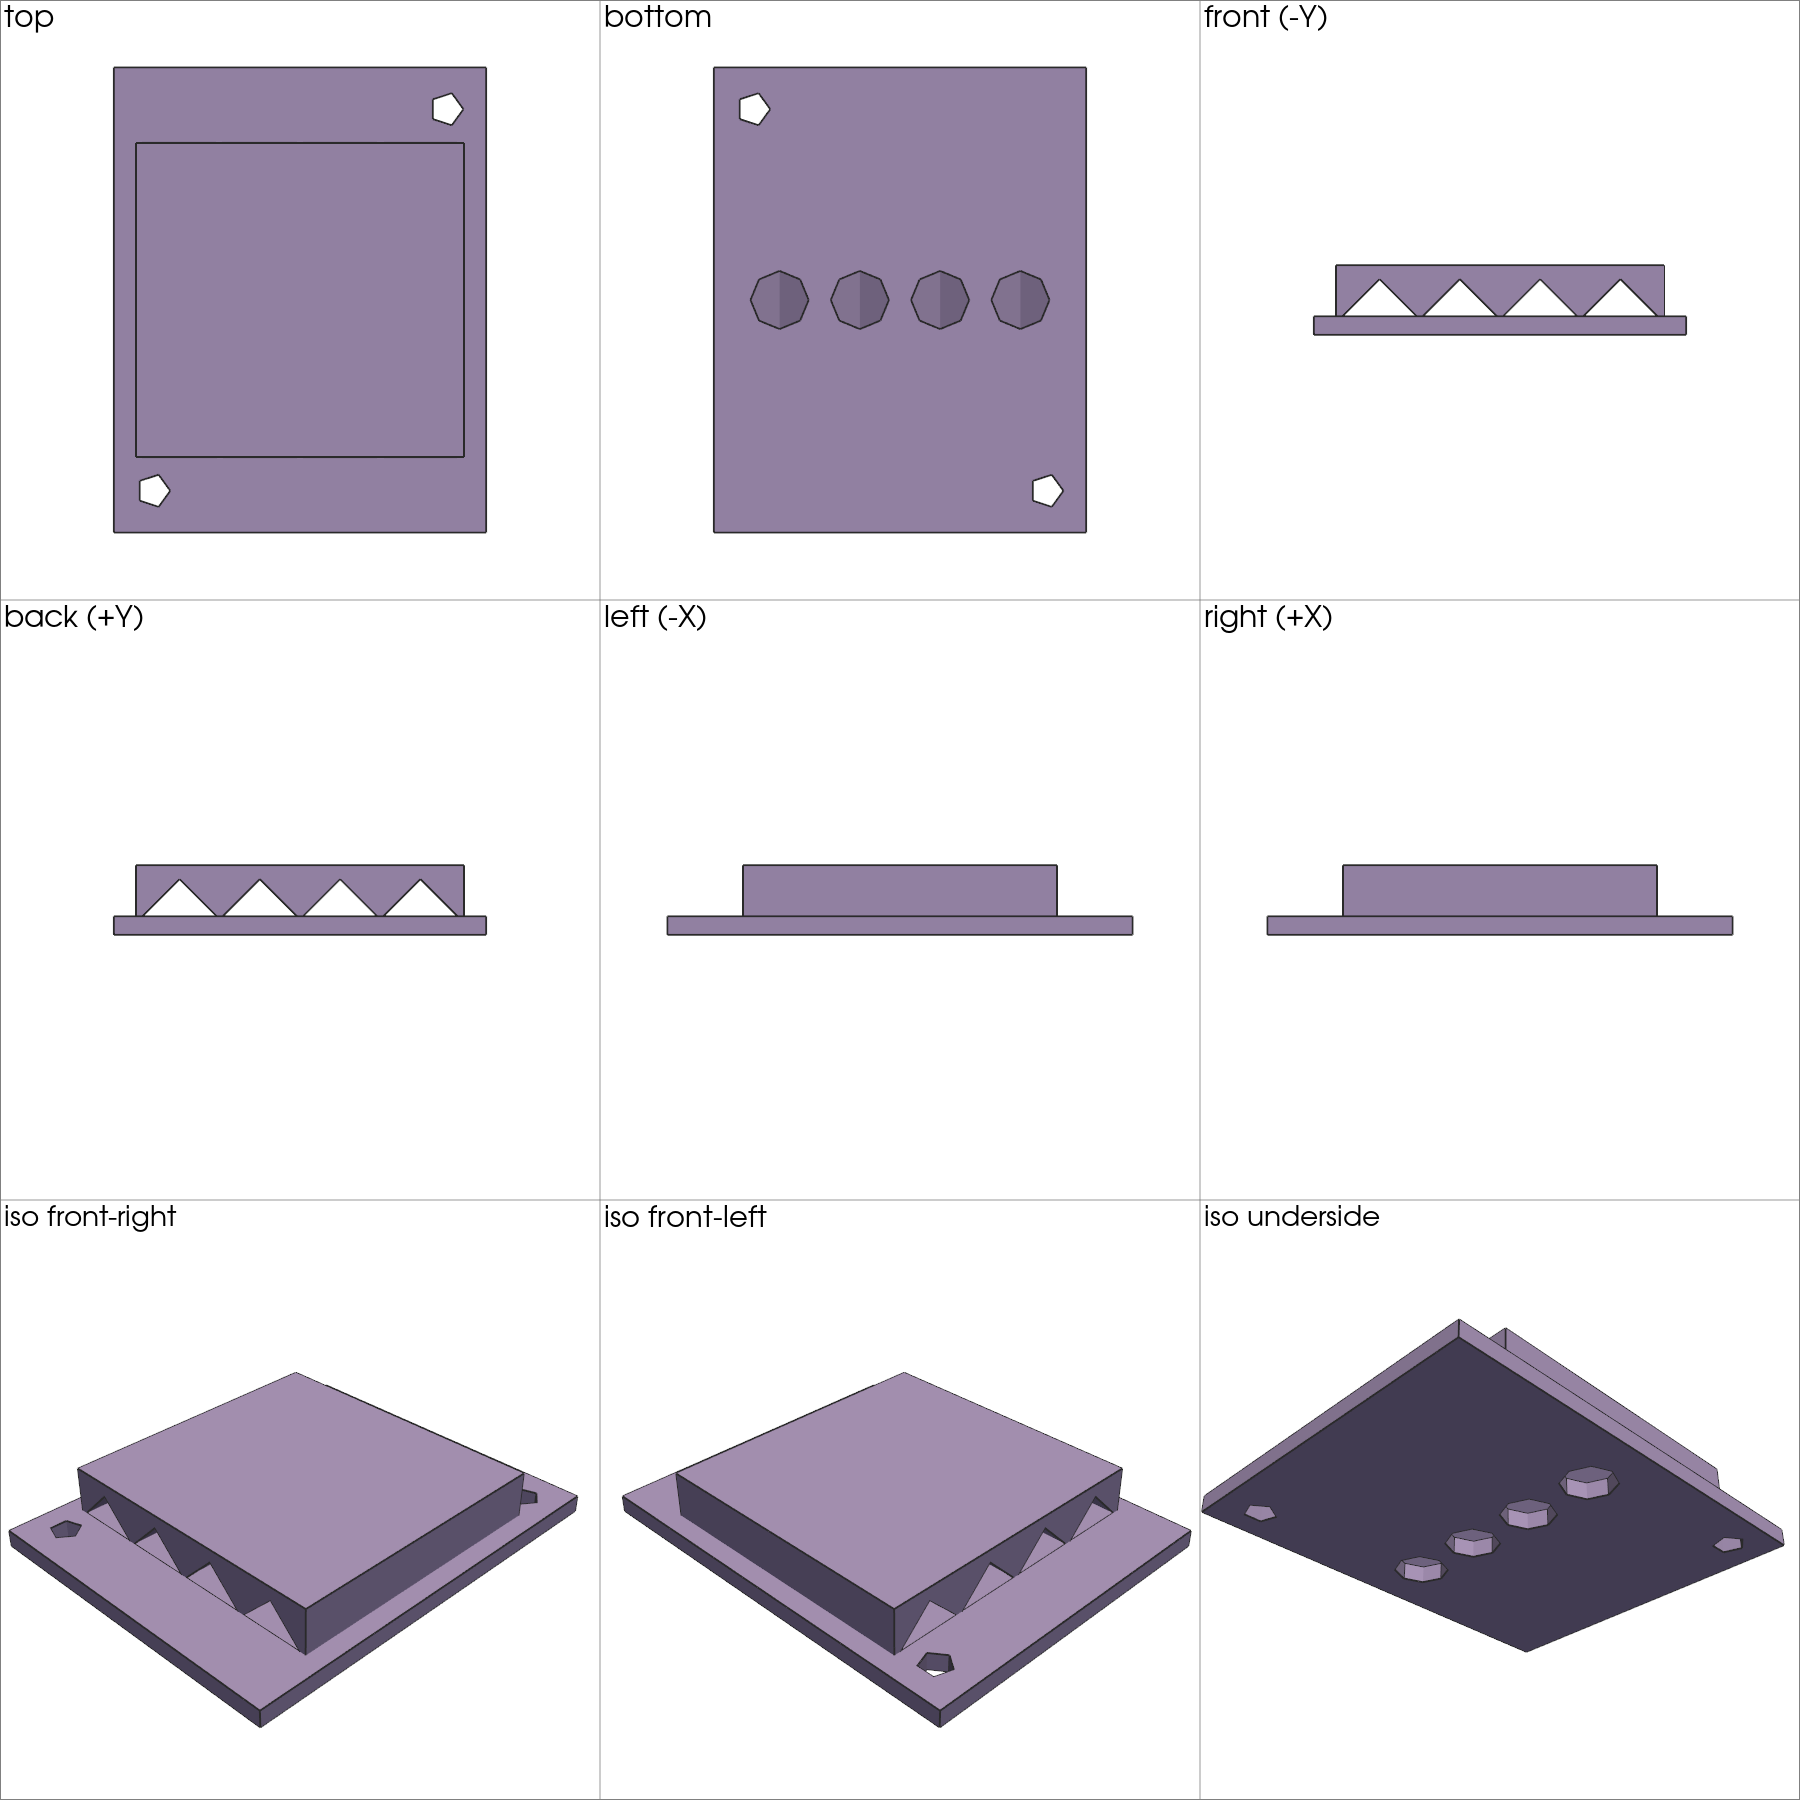 top
bottom
front (-Y)
back (+Y)
left (-X)
right (+X)
iso front-right
iso front-left
iso underside